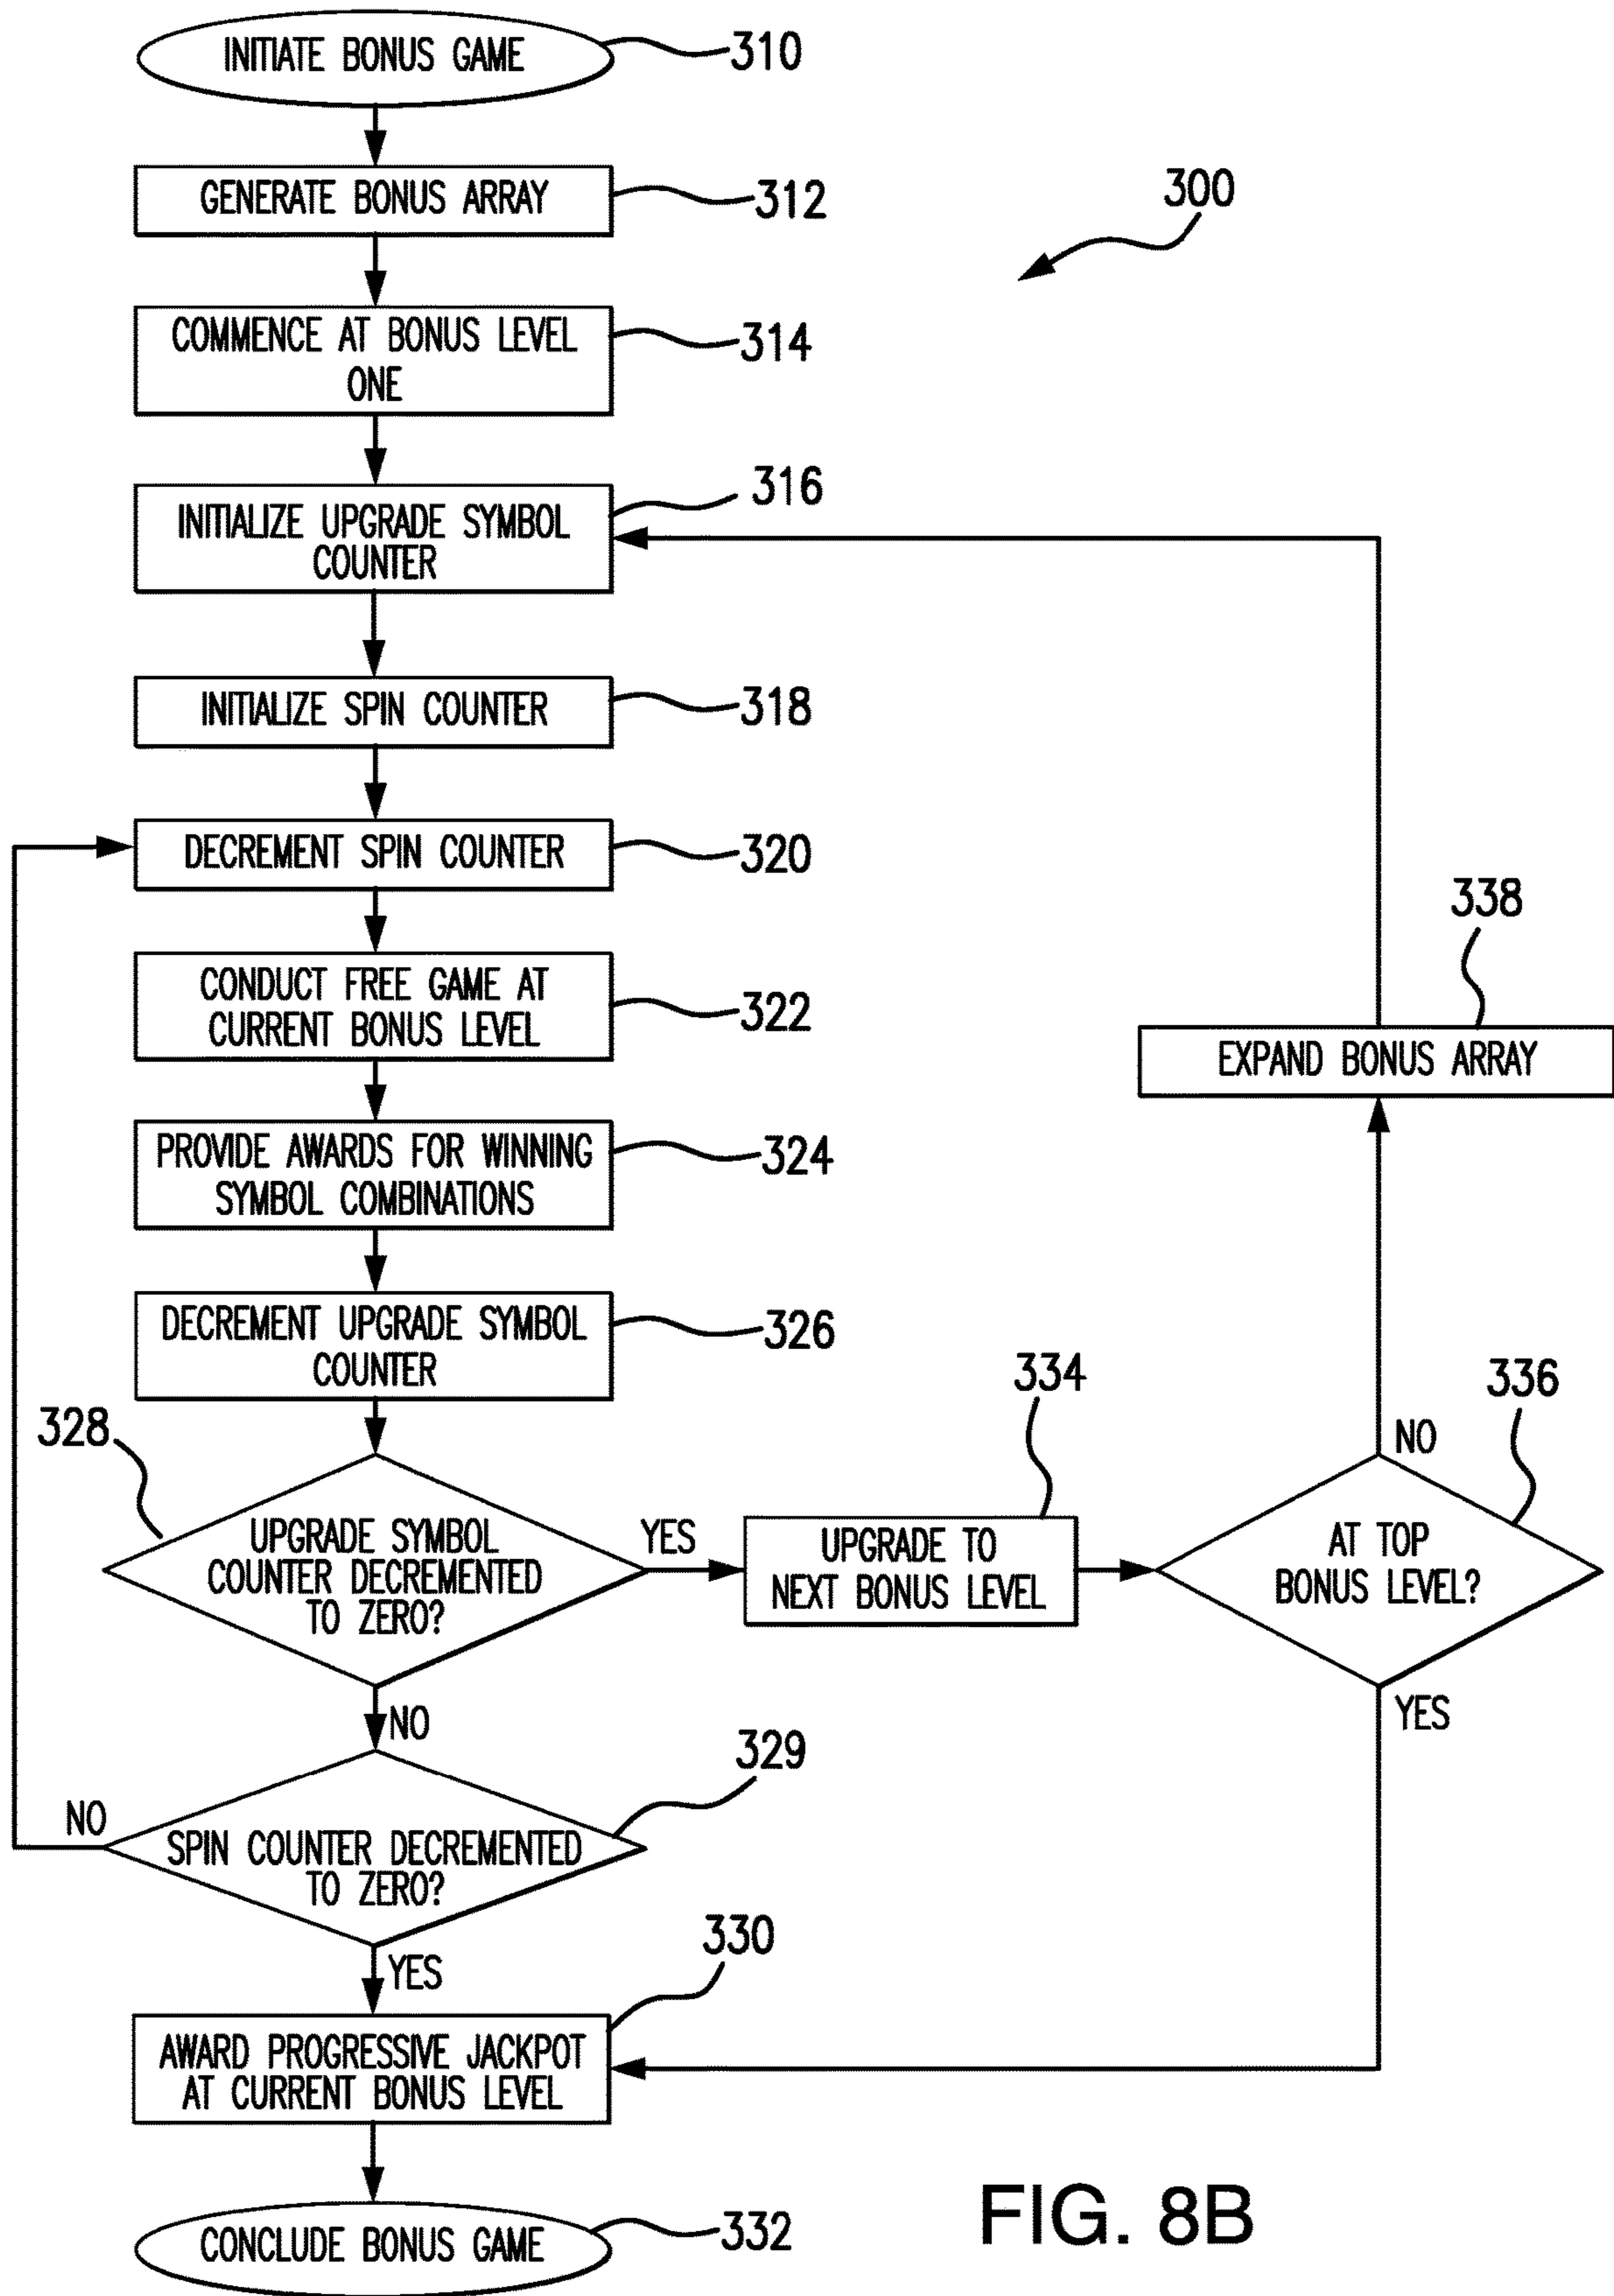 INITIATE BONUS GAME
310
GENERATE BONUS ARRAY
312
300
COMMENCE AT BONUS LEVEL
ONE
314
INITIALIZE UPGRADE SYMBOL
COUNTER
316
INITIALIZE SPIN COUNTER
318
DECREMENT SPIN COUNTER
320
CONDUCT FREE GAME AT
CURRENT BONUS LEVEL
322
338
EXPAND BONUS ARRAY
PROVIDE AWARDS FOR WINNING
SYMBOL COMBINATIONS
324
DECREMENT UPGRADE SYMBOL
COUNTER
326
328
UPGRADE SYMBOL
COUNTER DECREMENTED
TO ZERO?
YES
334
UPGRADE TO
NEXT BONUS LEVEL
336
NO
AT TOP
BONUS LEVEL?
YES
NO
329
NO
SPIN COUNTER DECREMENTED
TO ZERO?
YES
330
AWARD PROGRESSIVE JACKPOT
AT CURRENT BONUS LEVEL
CONCLUDE BONUS GAME
332
FIG. 8B